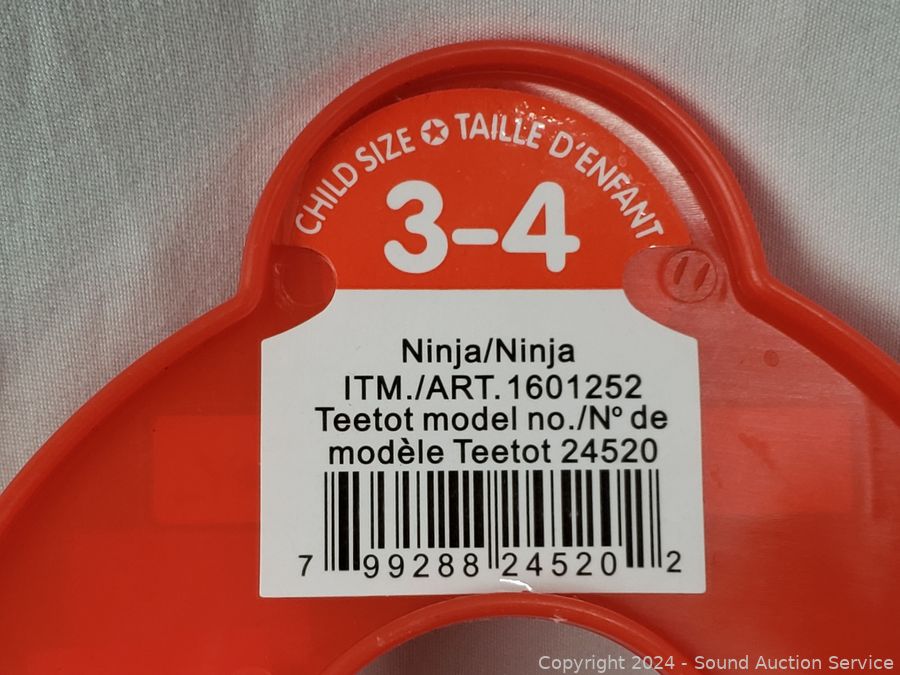 CHILD SIZE ✪ TAILLE D'ENFANT
3-4
Ninja/Ninja
ITM./ART. 1601252
Teetot model no./Nº de
modèle Teetot 24520
7 99288 24520 2
Copyright 2024 - Sound Auction Service